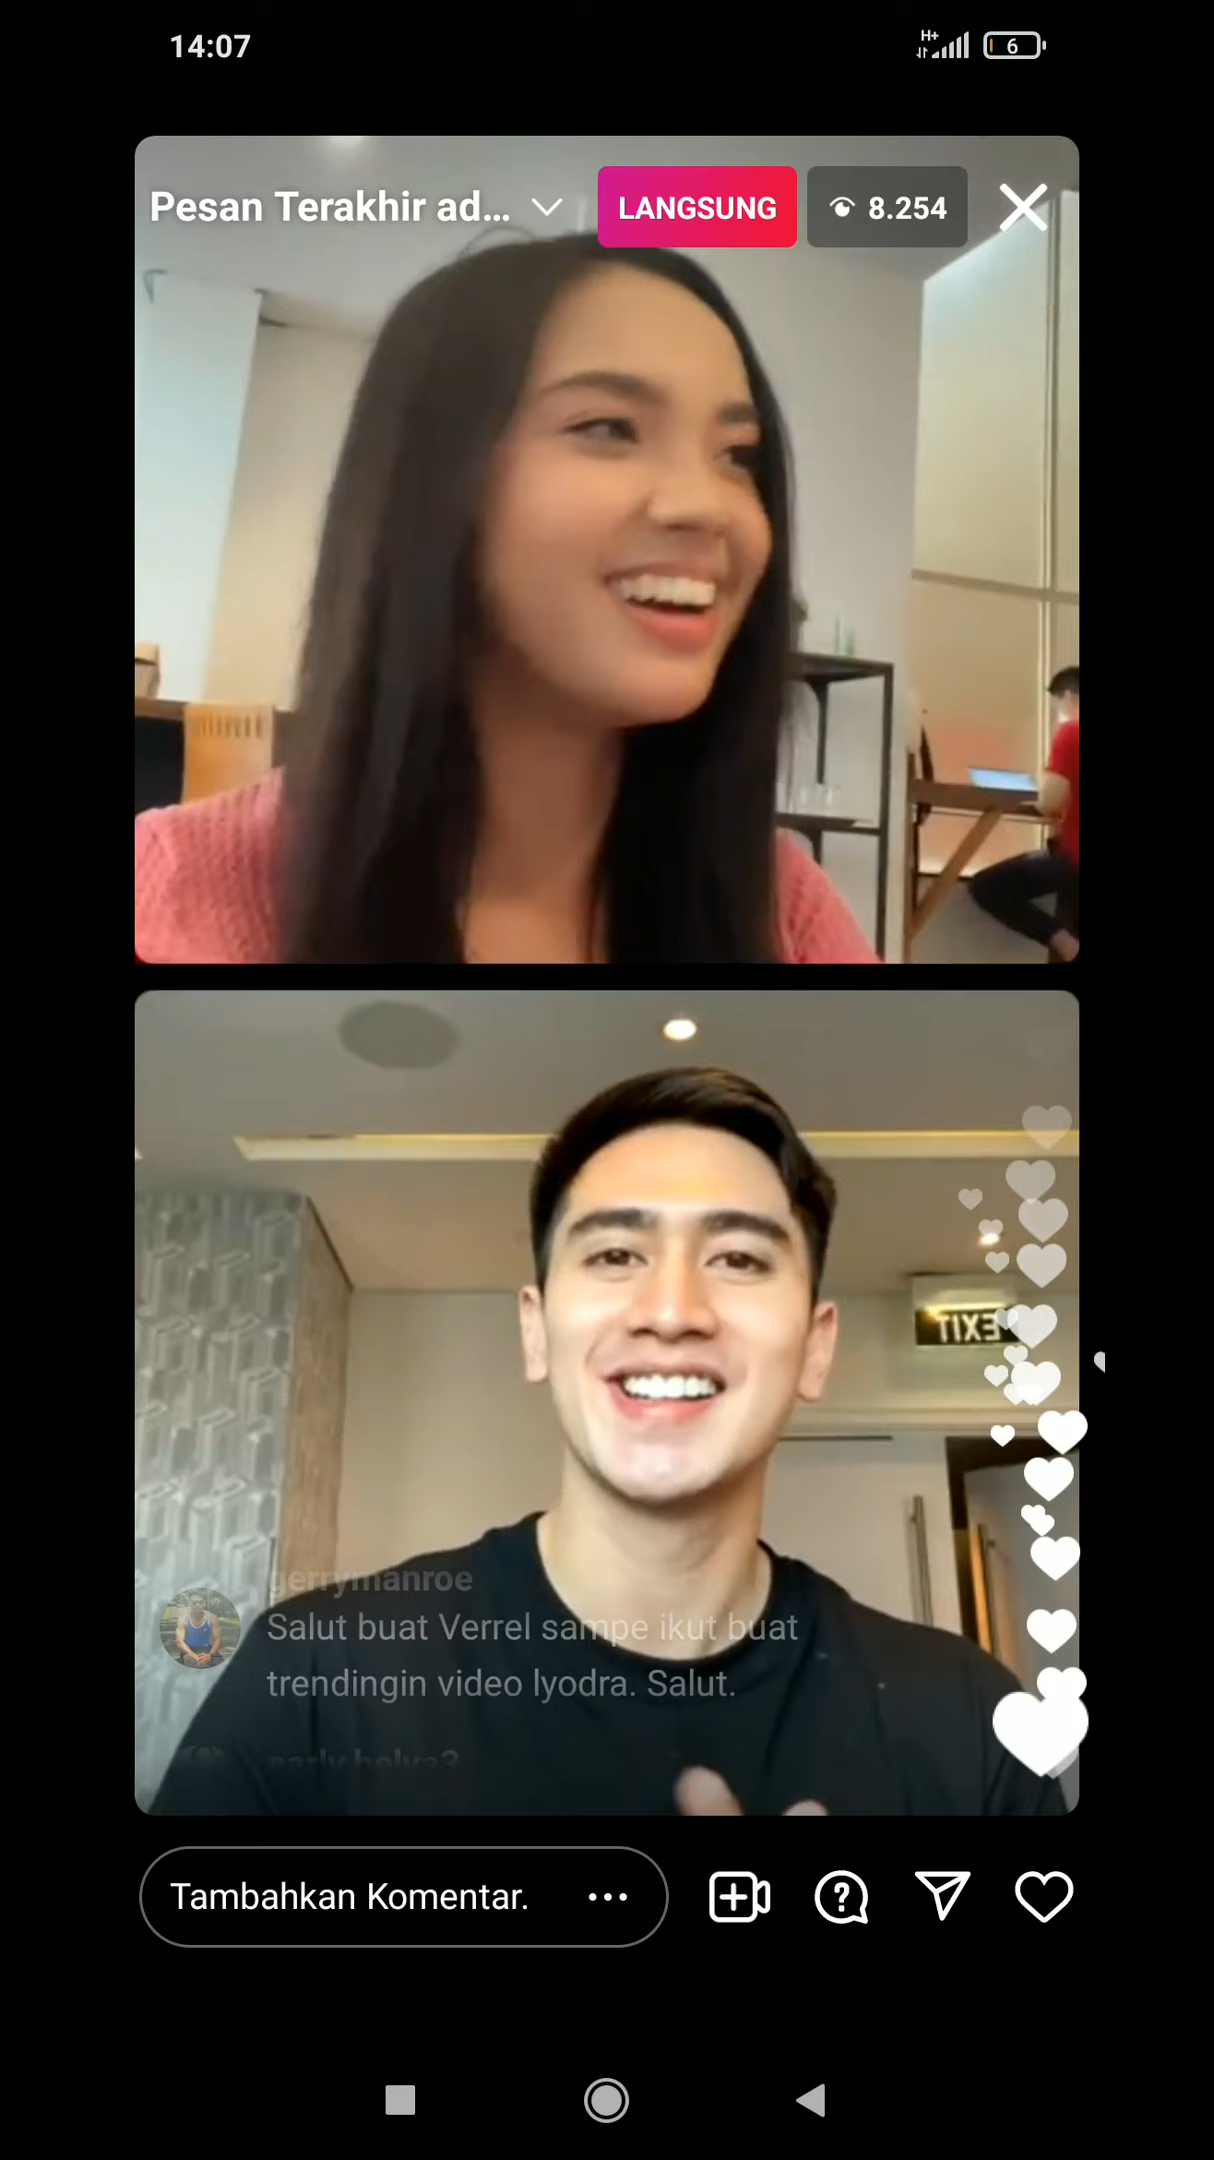 14:07
H+
6
Pesan Terakhir ad...
LANGSUNG
8.254
EXIT
gerrymanroe
Salut buat Verrel sampe ikut buat
trendingin video lyodra. Salut.
Tambahkan Komentar.